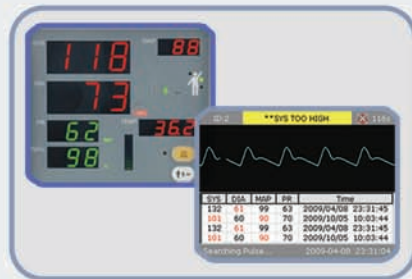 118
88
73
62
36.2
98
ID:2 **SYS TOO HIGH 116s
SYS DIA MAP PR Time
132 61 99 63 2009/04/08 23:31:45
101 60 90 70 2009/10/05 10:03:44
132 61 99 63 2009/04/08 23:31:45
101 60 90 70 2009/10/05 10:03:44
Searching Pulse... 2009-04-08 23:31:04